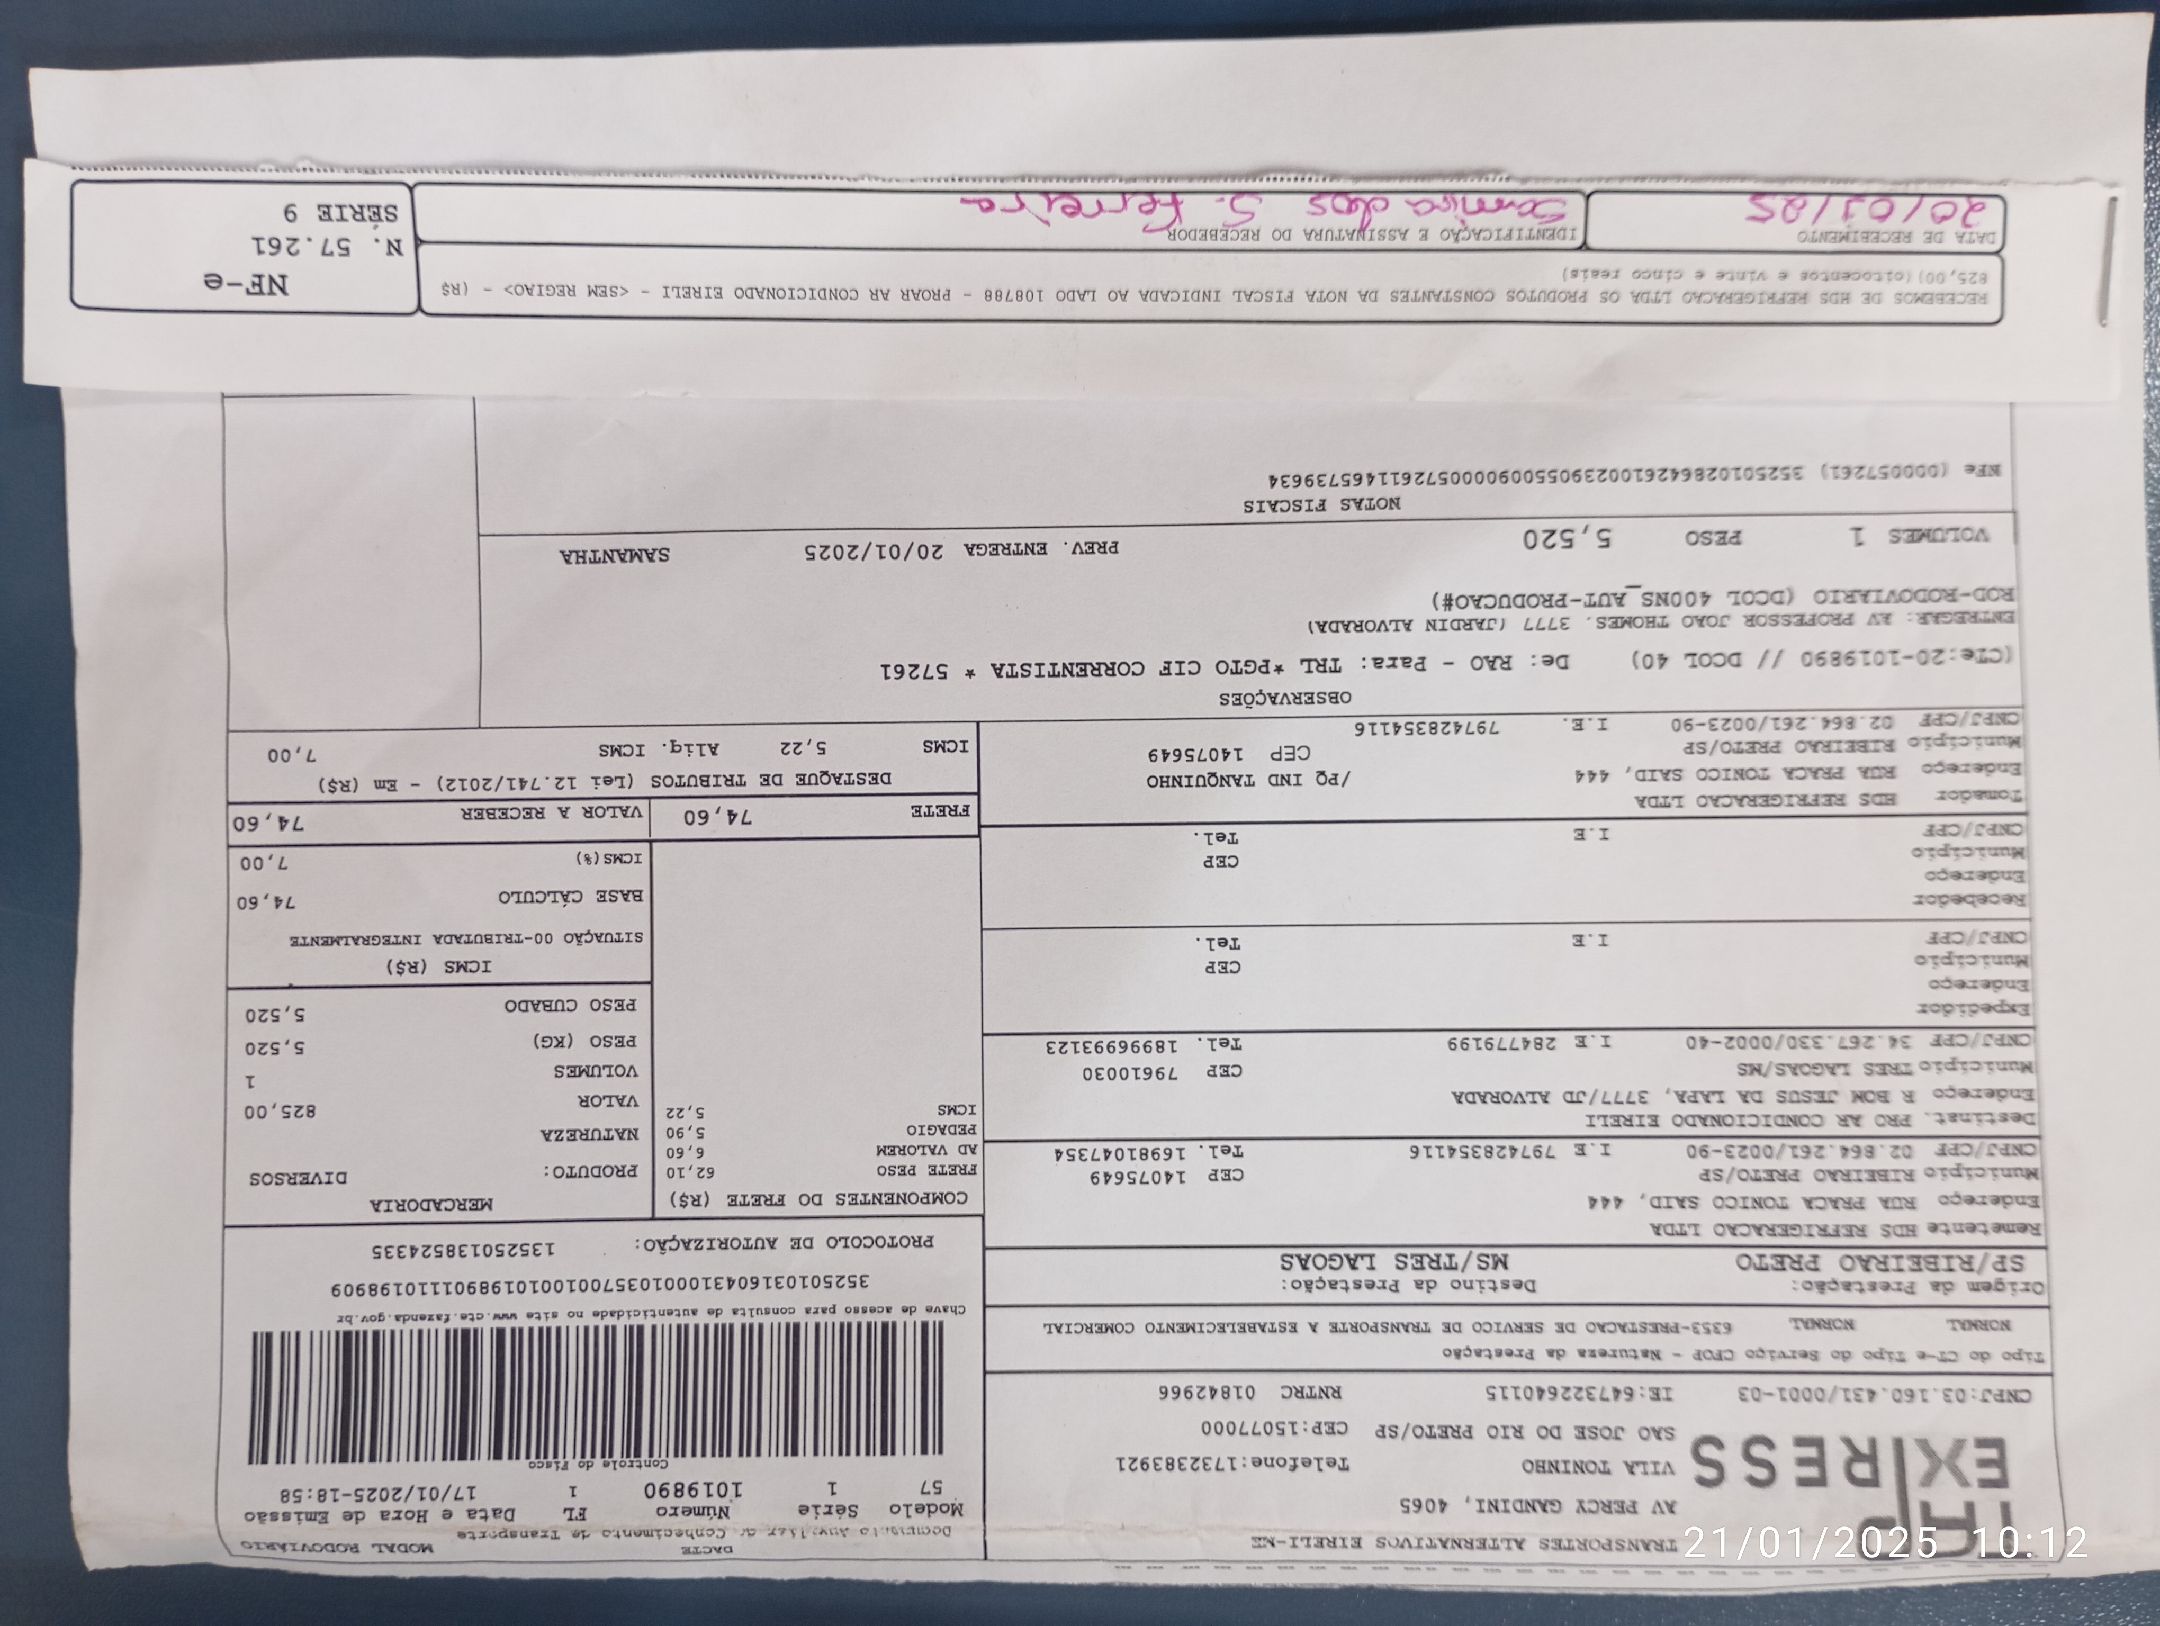 TRANSPORTES ALTERNATIVOS EIRELI-ME
TAP EXPRESS
AV PERCY GANDINI, 4065
VILA TONINHO Telefone:1732383921
SAO JOSE DO RIO PRETO/SP CEP:15077000
CNPJ:03.160.431/0001-03 IE:647322640115 RNTRC 01842966
Tipo do CT-e Tipo do Serviço CFOP - Natureza da Prestação
NORMAL NORMAL 6353-PRESTACAO DE SERVICO DE TRANSPORTE A ESTABELECIMENTO COMERCIAL
Origem da Prestação: Destino da Prestação:
SP/RIBEIRAO PRETO MS/TRES LAGOAS
Remetente HDS REFRIGERACAO LTDA
Endereço RUA PRACA TONICO SAID, 444
Município RIBEIRAO PRETO/SP CEP 14075649
CNPJ/CPF 02.864.261/0023-90 I.E 797428354116 Tel. 16981047354
Destinat. PRO AR CONDICIONADO EIRELI
Endereço R BOM JESUS DA LAPA, 3777/JD ALVORADA
Município TRES LAGOAS/MS CEP 79610030
CNPJ/CPF 34.267.330/0002-40 I.E 284779199 Tel. 18996993123
Expedidor
Endereço
Município CEP
CNPJ/CPF I.E Tel.
Recebedor
Endereço
Município CEP
CNPJ/CPF I.E Tel.
Tomador HDS REFRIGERACAO LTDA
Endereço RUA PRACA TONICO SAID, 444 /PQ IND TANQUINHO
Município RIBEIRAO PRETO/SP CEP 14075649
CNPJ/CPF 02.864.261/0023-90 I.E. 797428354116
DACTE MODAL RODOVIÁRIO
Documento Auxiliar de Conhecimento de Transporte
Modelo Série Número FL Data e Hora de Emissão
57 1 1019890 1 17/01/2025-18:58
Controle do Fisco
Chave de acesso para consulta de autenticidade no site www.cte.fazenda.gov.br
35250103160431000103570010010198901110198909
PROTOCOLO DE AUTORIZAÇÃO: 135250138524335
COMPONENTES DO FRETE (R$)
FRETE PESO 62,10
AD VALOREM 6,60
PEDAGIO 5,90
ICMS 5,22
MERCADORIA
PRODUTO: DIVERSOS
NATUREZA
VALOR 825,00
VOLUMES 1
PESO (KG) 5,520
PESO CUBADO 5,520
ICMS (R$)
SITUAÇÃO 00-TRIBUTADA INTEGRALMENTE
BASE CÁLCULO 74,60
ICMS(%) 7,00
FRETE 74,60 VALOR A RECEBER 74,60
DESTAQUE DE TRIBUTOS (Lei 12.741/2012) - Em (R$)
ICMS 5,22 Aliq. ICMS 7,00
OBSERVAÇÕES
(CTe:20-1019890 // DCOL 40) De: RAO - Para: TRL *PGTO CIF CORRENTISTA * 57261
ENTREGAR: AV PROFESSOR JOAO THOMES. 3777 (JARDIN ALVORADA)
ROD-RODOVIARIO (DCOL 400NS_AUT-PRODUCAO#)
VOLUMES 1 PESO 5,520 PREV. ENTREGA 20/01/2025 SAMANTHA
NOTAS FISCAIS
NFe (000057261) 35250102864261002390550090000572611465739634
RECEBEMOS DE HDS REFRIGERACAO LTDA OS PRODUTOS CONSTANTES DA NOTA FISCAL INDICADA AO LADO 108788 - PROAR AR CONDICIONADO EIRELI - <SEM REGIAO> - (R$
825,00)(oitocentos e vinte e cinco reais)
DATA DE RECEBIMENTO
20/01/25
IDENTIFICAÇÃO E ASSINATURA DO RECEBEDOR
Samira dos S. Ferreira
NF-e
N. 57.261
SÉRIE 9
21/01/2025 10:12